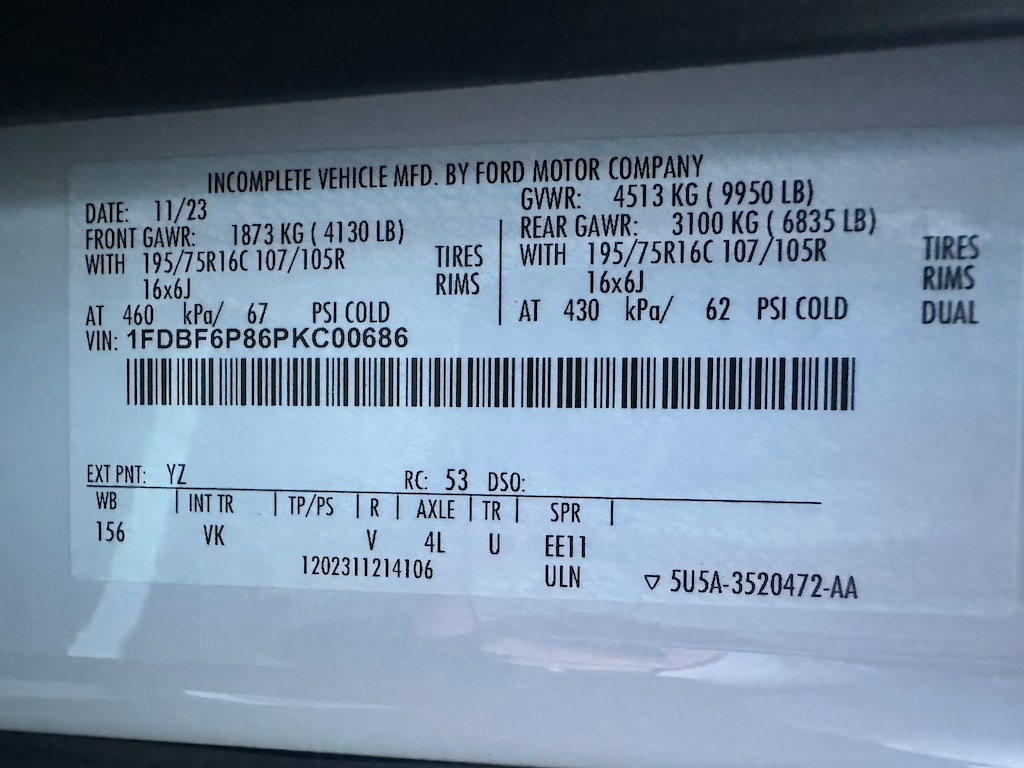 INCOMPLETE VEHICLE MFD. BY FORD MOTOR COMPANY
DATE: 11/23 GVWR: 4513 KG ( 9950 LB)
FRONT GAWR: 1873 KG ( 4130 LB) REAR GAWR: 3100 KG ( 6835 LB)
WITH 195/75R16C 107/105R TIRES WITH 195/75R16C 107/105R TIRES
16x6J RIMS 16x6J RIMS
AT 460 kPa/ 67 PSI COLD AT 430 kPa/ 62 PSI COLD DUAL
VIN: 1FDBF6P86PKC00686
EXT PNT: YZ RC: 53 DSO:
WB INT TR TP/PS R AXLE TR SPR
156 VK V 4L U EE11
1202311214106 ULN ▽ 5U5A-3520472-AA